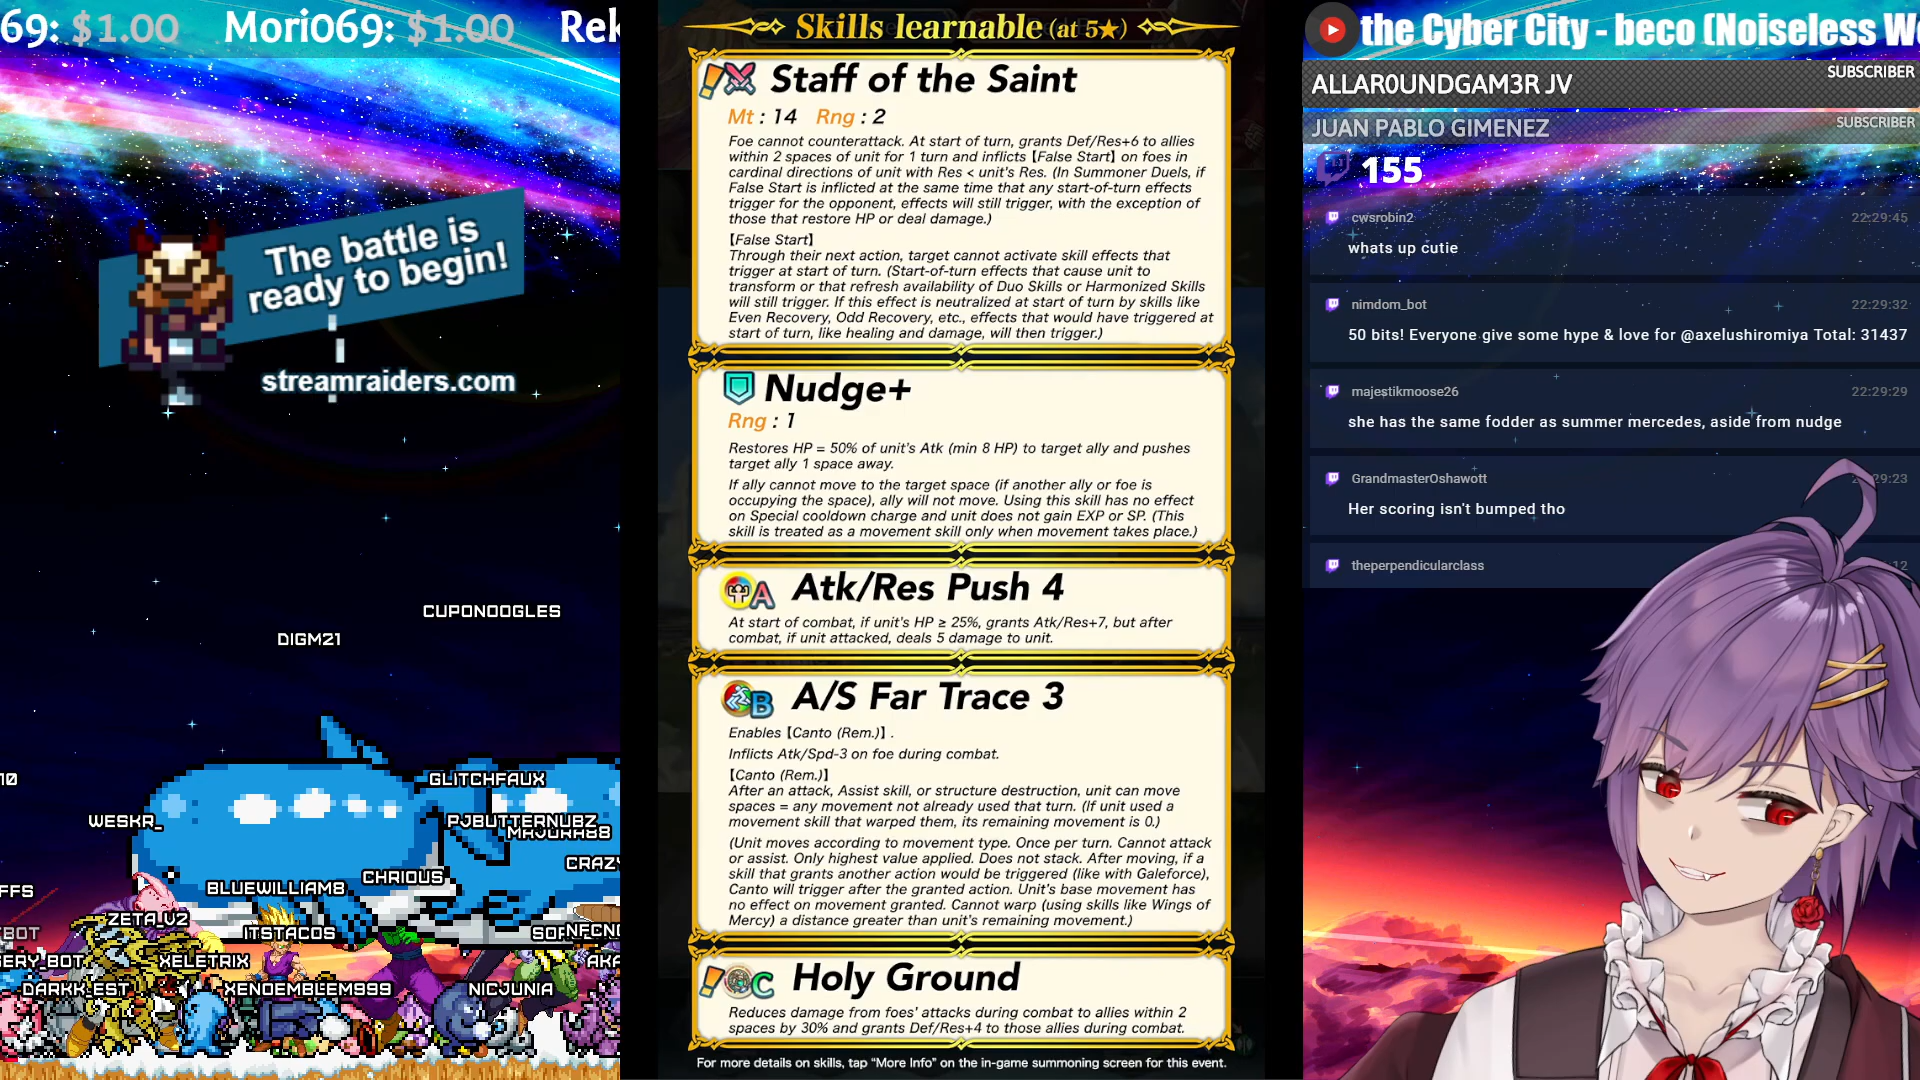 69: $1.00 Mori069: $1.00 Rek
The battle is
ready to begin!
streamraiders.com
CUPONOOGLES
DIGM21
10
GLITCHFAUX
WESKR_
PJBUTTERNUBZ
CRAZY
FFS
BLUEWILLIAM8
CHRIOUS
ZETA_VZ
BOT
ITSTACOS
ERY_BOT
XELETRIX
AKA
DARKK_EST
XENOEMBLEM999
NICJUNIA
Skills learnable (at 5★)
Staff of the Saint
Mt : 14 Rng : 2
Foe cannot counterattack. At start of turn, grants Def/Res+6 to allies
within 2 spaces of unit for 1 turn and inflicts【False Start】on foes in
cardinal directions of unit with Res < unit's Res. (In Summoner Duels, if
False Start is inflicted at the same time that any start-of-turn effects
trigger for the opponent, effects will still trigger, with the exception of
those that restore HP or deal damage.)
【False Start】
Through their next action, target cannot activate skill effects that
trigger at start of turn. (Start-of-turn effects that cause unit to
transform or that refresh availability of Duo Skills or Harmonized Skills
will still trigger. If this effect is neutralized at start of turn by skills like
Even Recovery, Odd Recovery, etc., effects that would have triggered at
start of turn, like healing and damage, will then trigger.)
Nudge+
Rng : 1
Restores HP = 50% of unit's Atk (min 8 HP) to target ally and pushes
target ally 1 space away.
If ally cannot move to the target space (if another ally or foe is
occupying the space), ally will not move. Using this skill has no effect
on Special cooldown charge and unit does not gain EXP or SP. (This
skill is treated as a movement skill only when movement takes place.)
A Atk/Res Push 4
At start of combat, if unit's HP ≥ 25%, grants Atk/Res+7, but after
combat, if unit attacked, deals 5 damage to unit.
B A/S Far Trace 3
Enables【Canto (Rem.)】.
Inflicts Atk/Spd-3 on foe during combat.
【Canto (Rem.)】
After an attack, Assist skill, or structure destruction, unit can move
spaces = any movement not already used that turn. (If unit used a
movement skill that warped them, its remaining movement is 0.)
(Unit moves according to movement type. Once per turn. Cannot attack
or assist. Only highest value applied. Does not stack. After moving, if a
skill that grants another action would be triggered (like with Galeforce),
Canto will trigger after the granted action. Unit's base movement has
no effect on movement granted. Cannot warp (using skills like Wings of
Mercy) a distance greater than unit's remaining movement.)
C Holy Ground
Reduces damage from foes' attacks during combat to allies within 2
spaces by 30% and grants Def/Res+4 to those allies during combat.
For more details on skills, tap "More Info" on the in-game summoning screen for this event.
the Cyber City - beco (Noiseless W
ALLAR0UNDGAM3R JV SUBSCRIBER
JUAN PABLO GIMENEZ SUBSCRIBER
155
cwsrobin2 22:29:45
whats up cutie
nimdom_bot 22:29:32
50 bits! Everyone give some hype & love for @axelushiromiya Total: 31437
majestikmoose26 22:29:29
she has the same fodder as summer mercedes, aside from nudge
GrandmasterOshawott 29:23
Her scoring isn't bumped tho
theperpendicularclass 12